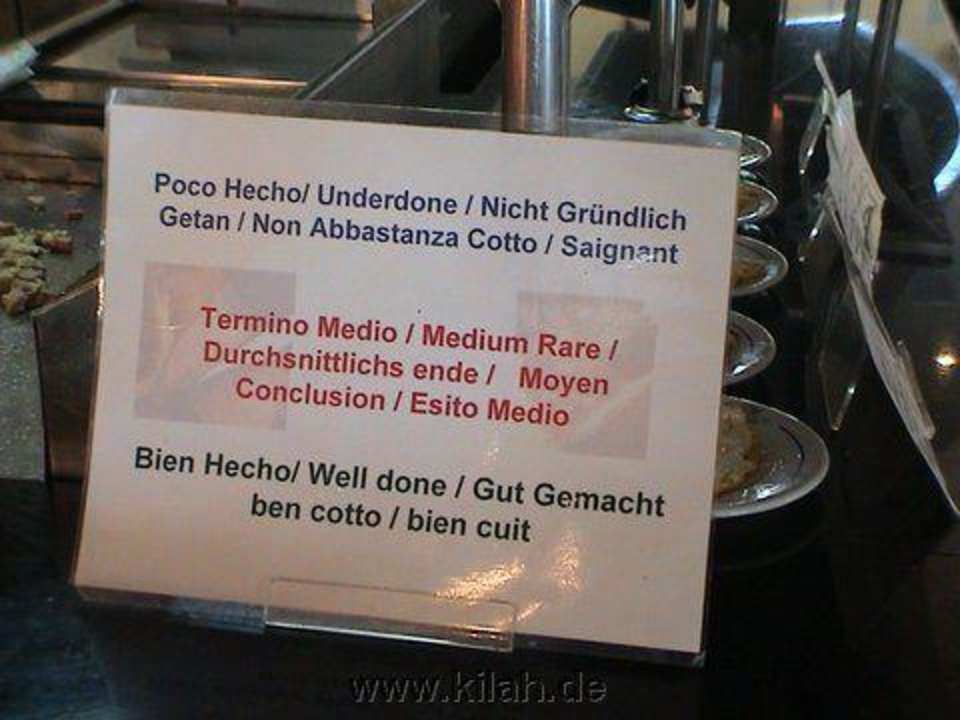 Poco Hecho/ Underdone / Nicht Gründlich
Getan / Non Abbastanza Cotto / Saignant
Termino Medio / Medium Rare /
Durchsnittlichs ende / Moyen
Conclusion / Esito Medio
Bien Hecho/ Well done / Gut Gemacht
ben cotto / bien cuit
www.kilah.de